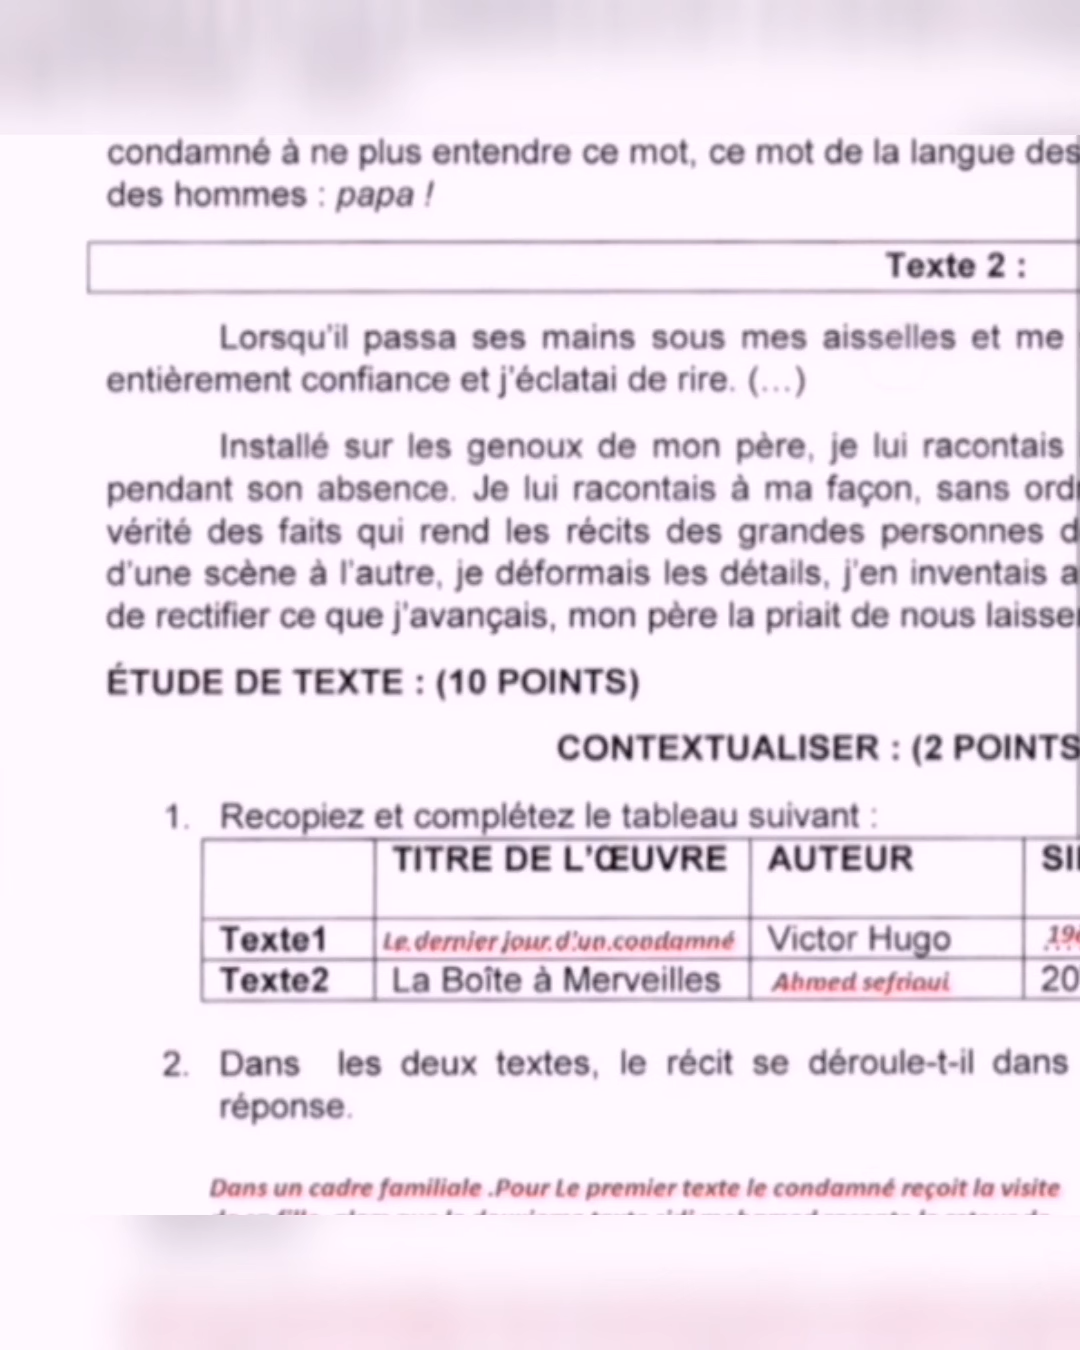 condamné à ne plus entendre ce mot, ce mot de la langue des
des hommes : papa !
Texte 2 :
Lorsqu'il passa ses mains sous mes aisselles et me
entièrement confiance et j'éclatai de rire. (…)
Installé sur les genoux de mon père, je lui racontais
pendant son absence. Je lui racontais à ma façon, sans
vérité des faits qui rend les récits des grandes personnes
d'une scène à l'autre, je déformais les détails, j'en inventais
de rectifier ce que j'avançais, mon père la priait de nous
ÉTUDE DE TEXTE : (10 POINTS)
CONTEXTUALISER : (2 POINTS
1. Recopiez et complétez le tableau suivant :
TITRE DE L'ŒUVRE AUTEUR
Texte1 Le dernier jour d'un condamné Victor Hugo
Texte2 La Boîte à Merveilles Ahmed sefrioui 20
2. Dans les deux textes, le récit se déroule-t-il dans
réponse.
Dans un cadre familiale .Pour Le premier texte le condamné reçoit la visite